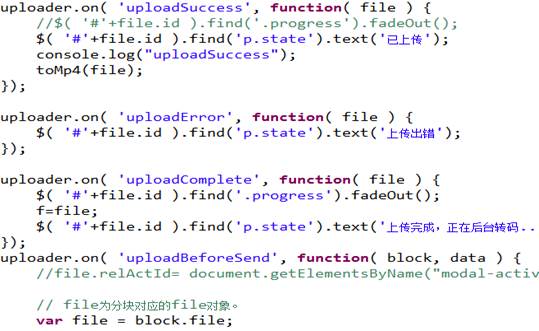 uploader.on( 'uploadSuccess', function( file ) {
//$( '#'+file.id ).find('.progress').fadeOut();
$( '#'+file.id ).find('p.state').text('已上传');
console.log("uploadSuccess");
toMp4(file);
});
uploader.on( 'uploadError', function( file ) {
$( '#'+file.id ).find('p.state').text('上传出错');
});
uploader.on( 'uploadComplete', function( file ) {
$( '#'+file.id ).find('.progress').fadeOut();
f=file;
$( '#'+file.id ).find('p.state').text('上传完成，正在后台转码..
});
uploader.on( 'uploadBeforeSend', function( block, data ) {
//file.relActId= document.getElementsByName("modal-activ
// file为分块对应的file对象。
var file = block.file;